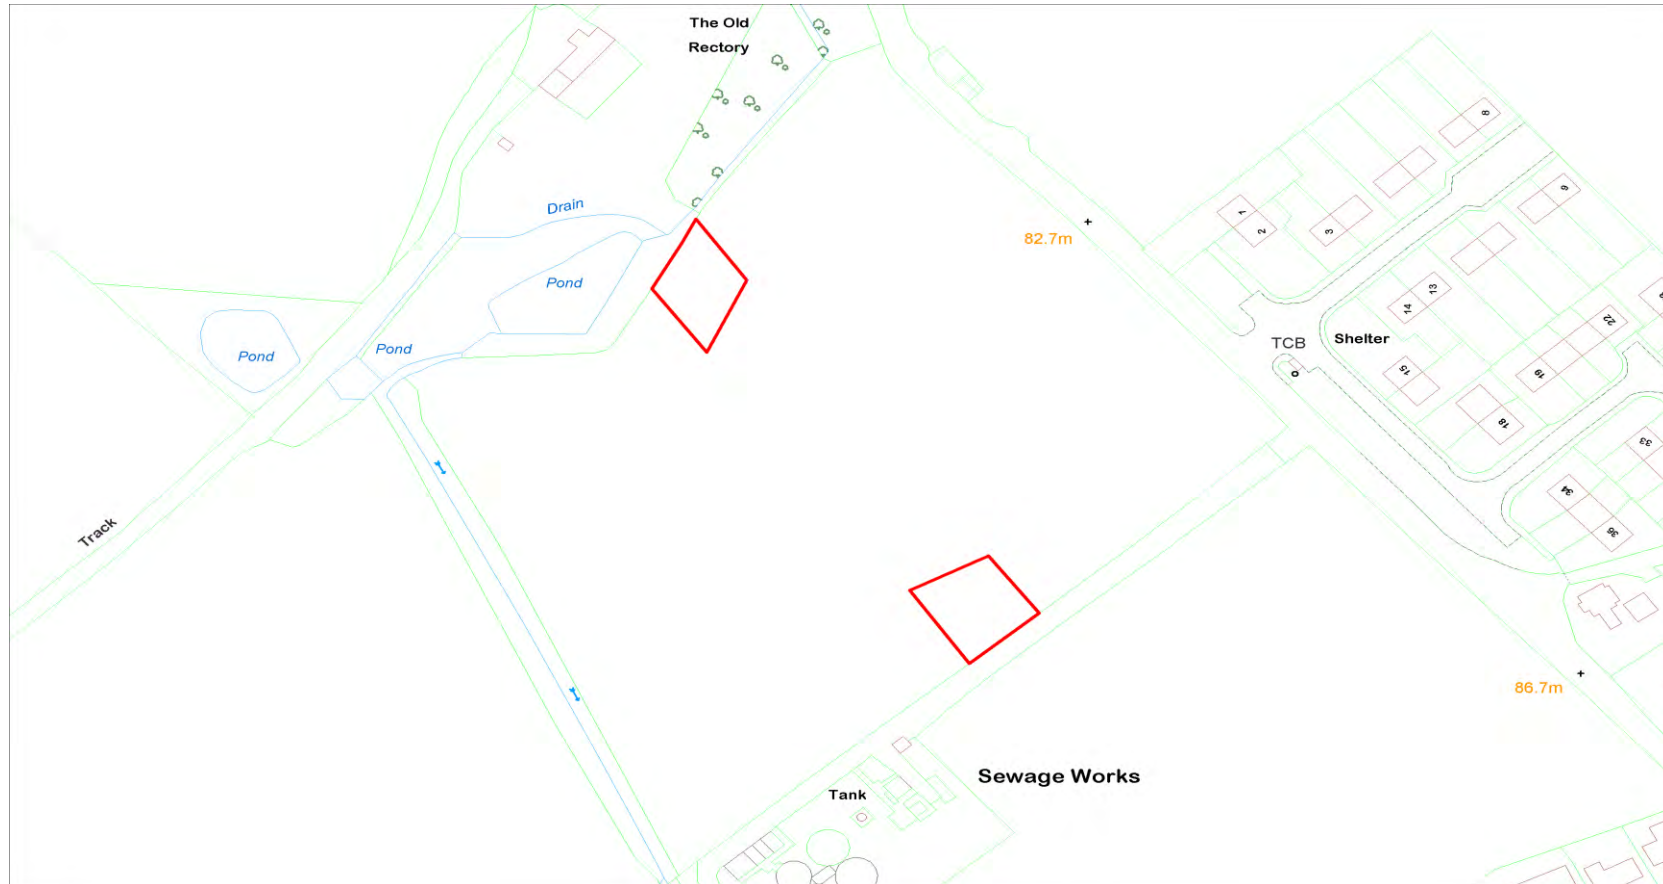 The Old
Rectory
8
9
Drain
1
2
3
82.7m
Pond
13
14
22
TCB
Shelter
Pond
Pond
15
19
18
33
34
36
Track
86.7m
Sewage Works
Tank